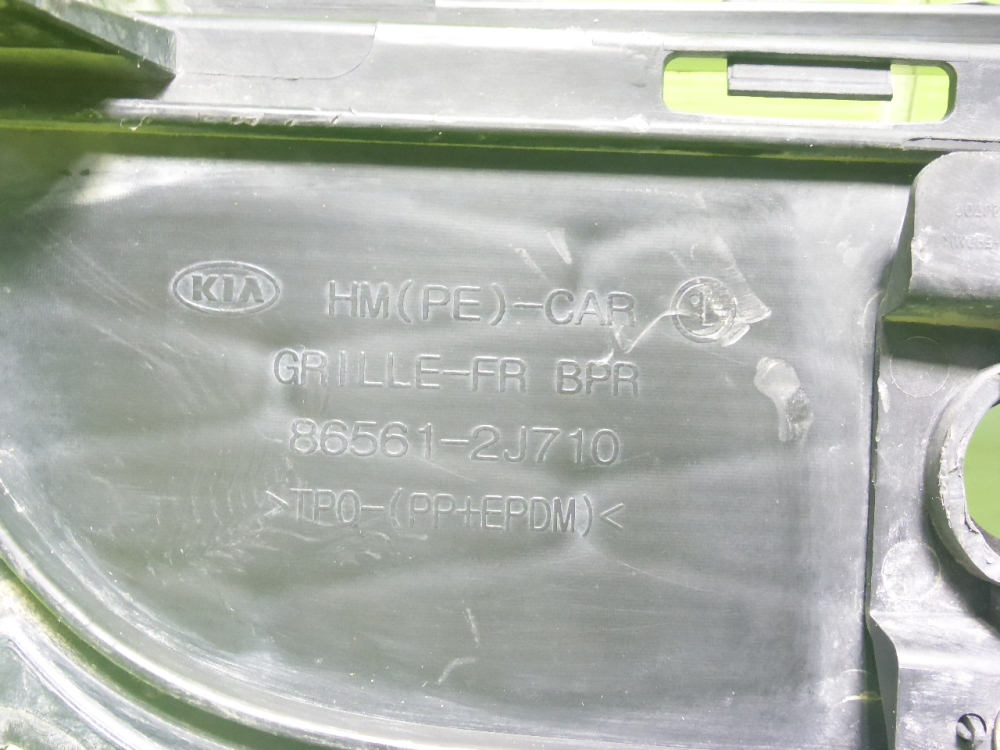 KIA HM(PE)-CAR
GRILLE-FR BPR
86561-2J710
>TPO-(PP+EPDM)<